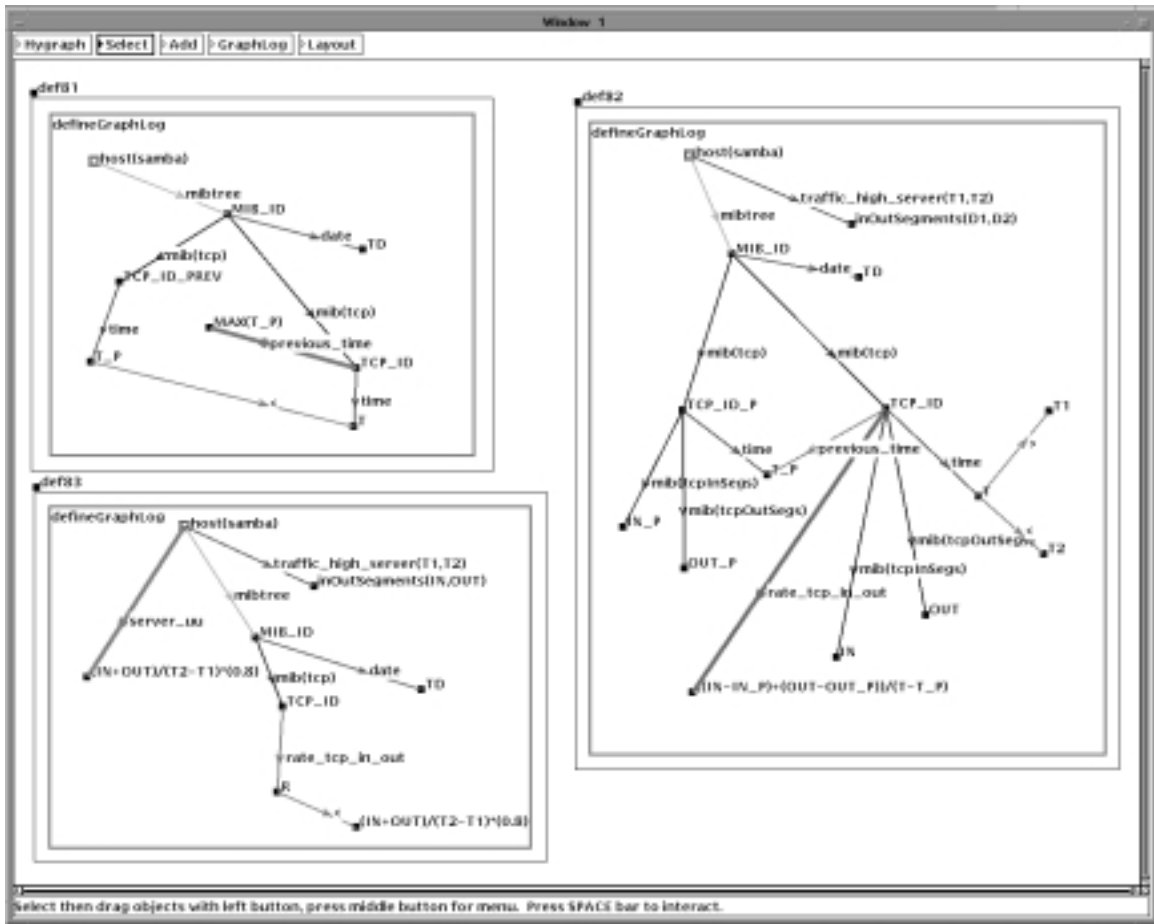 Window 1
Hygraph Select Add GraphLog Layout
def81
defineGraphLog
host(samba)
mibtree
MIB_ID
date
TD
mib(tcp)
TCP_ID_PREV
mib(tcp)
MAX(T_P)
time
previous_time
T_P
TCP_ID
time
<
T
def82
defineGraphLog
host(samba)
traffic_high_server(T1,T2)
mibtree
inOutSegments(D1,D2)
MIB_ID
date
TD
mib(tcp)
mib(tcp)
TCP_ID_P
TCP_ID
T1
>
time
previous_time
time
T_P
mib(tcpInSegs)
T
mib(tcpOutSegs)
IN_P
<
mib(tcpOutSegs)
T2
OUT_P
mib(tcpInSegs)
rate_tcp_in_out
OUT
IN
((IN-IN_P)+(OUT-OUT_P))/(T-T_P)
def83
defineGraphLog
host(samba)
traffic_high_server(T1,T2)
inOutSegments(IN,OUT)
mibtree
server_uu
MIB_ID
(IN+OUT)/(T2-T1)*(0.8)
date
mib(tcp)
TD
TCP_ID
rate_tcp_in_out
R
<
(IN+OUT)/(T2-T1)*(0.8)
Select then drag objects with left button, press middle button for menu. Press SPACE bar to interact.